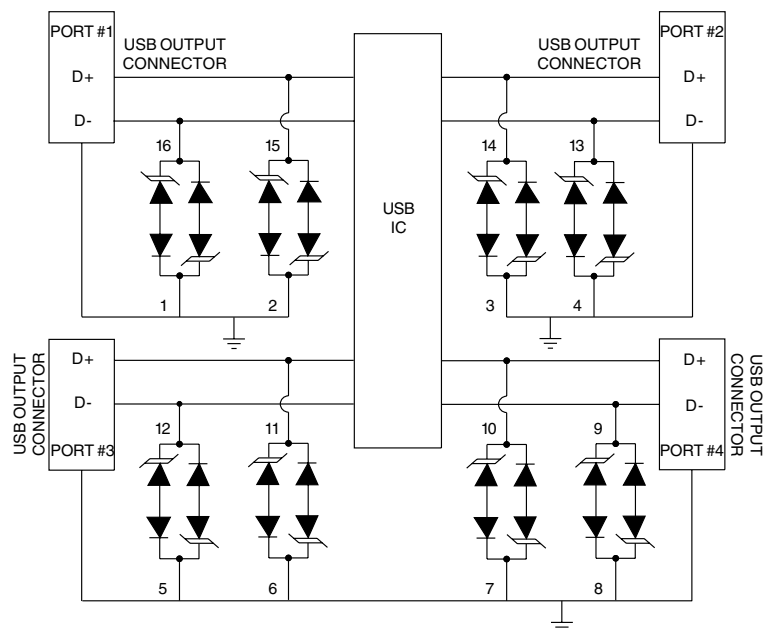 PORT #1
USB OUTPUT
CONNECTOR
D+
D-
16
15
1
2
USB
IC
USB OUTPUT
CONNECTOR
PORT #2
D+
D-
14
13
3
4
USB OUTPUT
CONNECTOR
D+
D-
PORT #3
12
11
5
6
D+
D-
PORT #4
USB OUTPUT
CONNECTOR
10
9
7
8